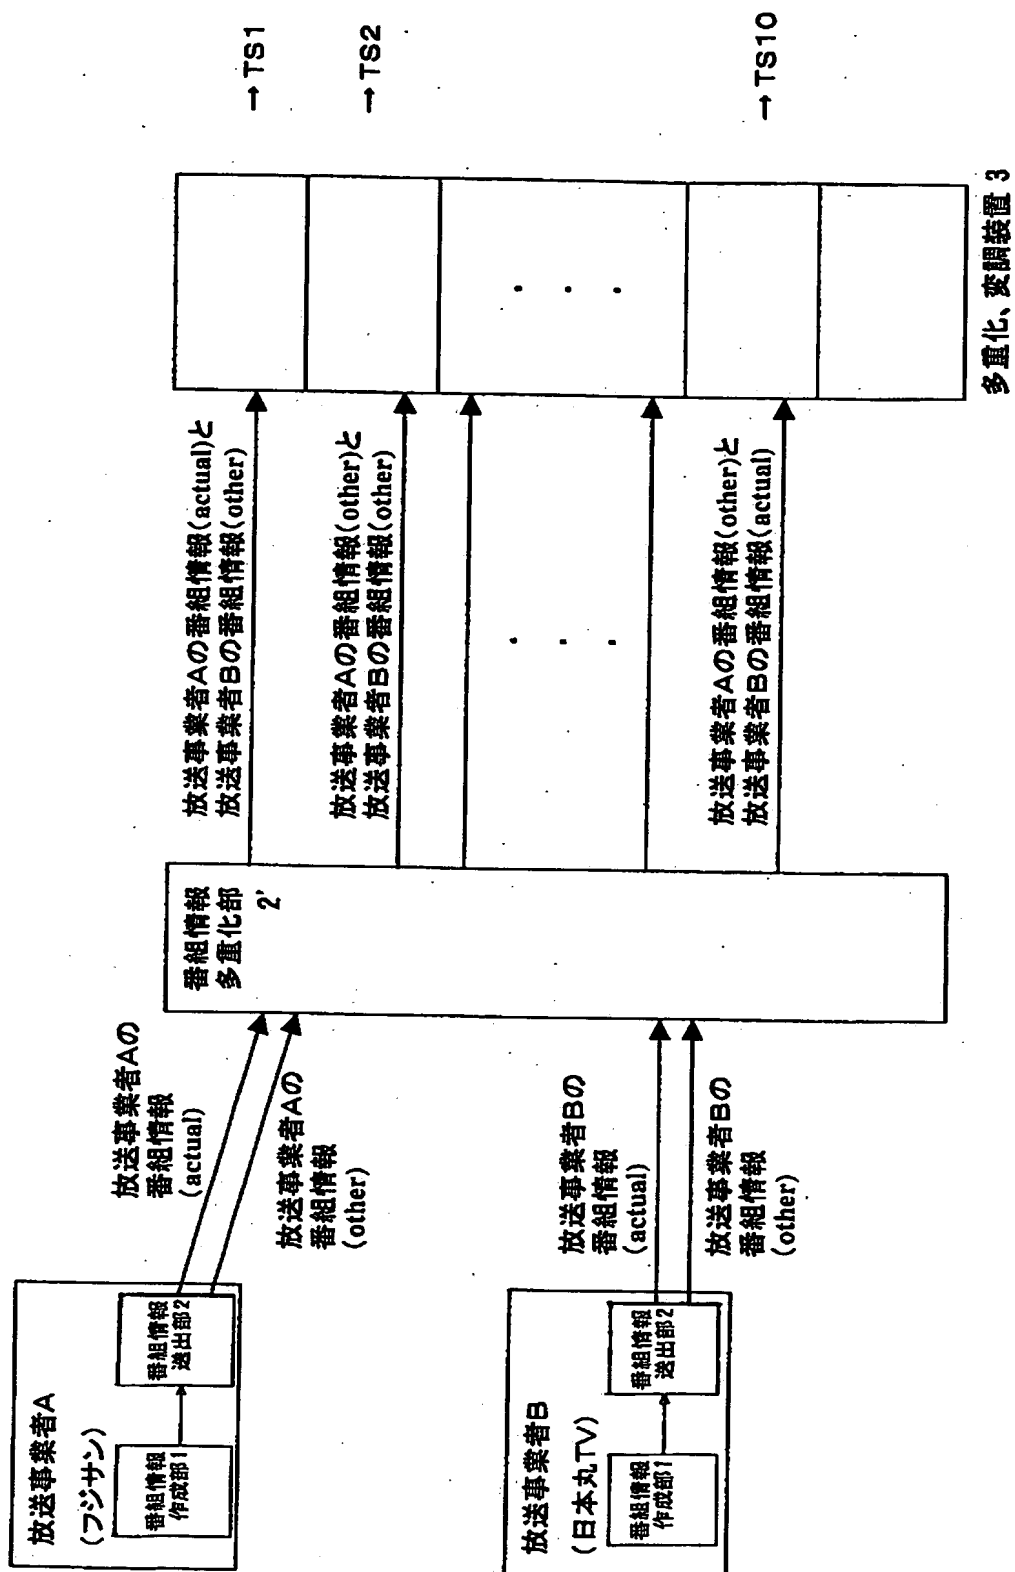 放送事業者A
(フジサン)
番組情報
作成部1
番組情報
送出部2
放送事業者Aの
番組情報
(actual)
放送事業者Aの
番組情報
(other)
放送事業者B
(日本丸TV)
番組情報
作成部1
番組情報
送出部2
放送事業者Bの
番組情報
(actual)
放送事業者Bの
番組情報
(other)
番組情報
多重化部
2'
放送事業者Aの番組情報(actual)と
放送事業者Bの番組情報(other)
放送事業者Aの番組情報(other)と
放送事業者Bの番組情報(other)
放送事業者Aの番組情報(other)と
放送事業者Bの番組情報(actual)
→TS1
→TS2
→TS10
多重化、変調装置 3